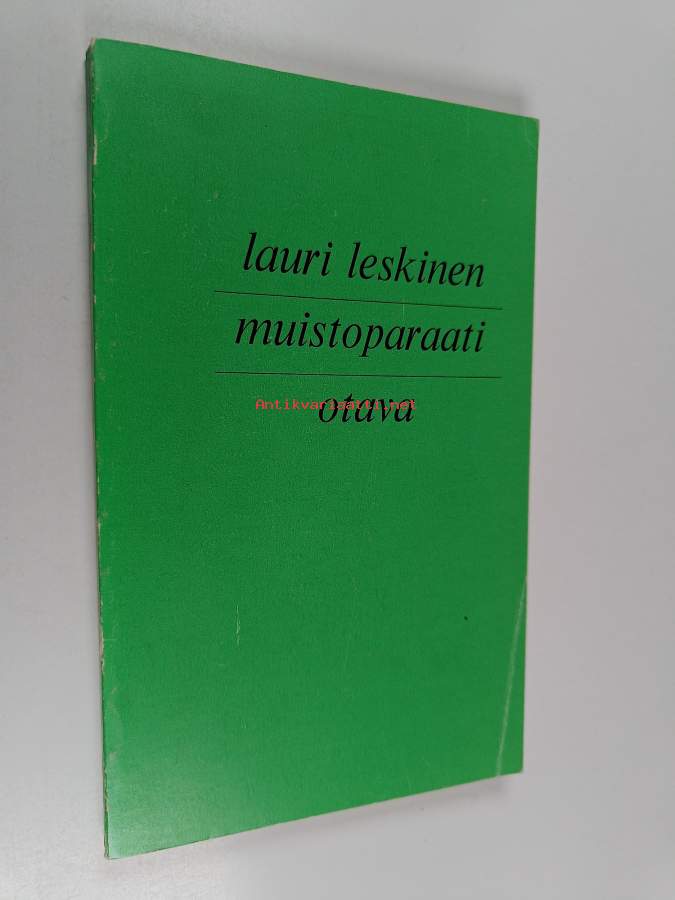 lauri leskinen
muistoparaati
otava
Antikvariaatti.net